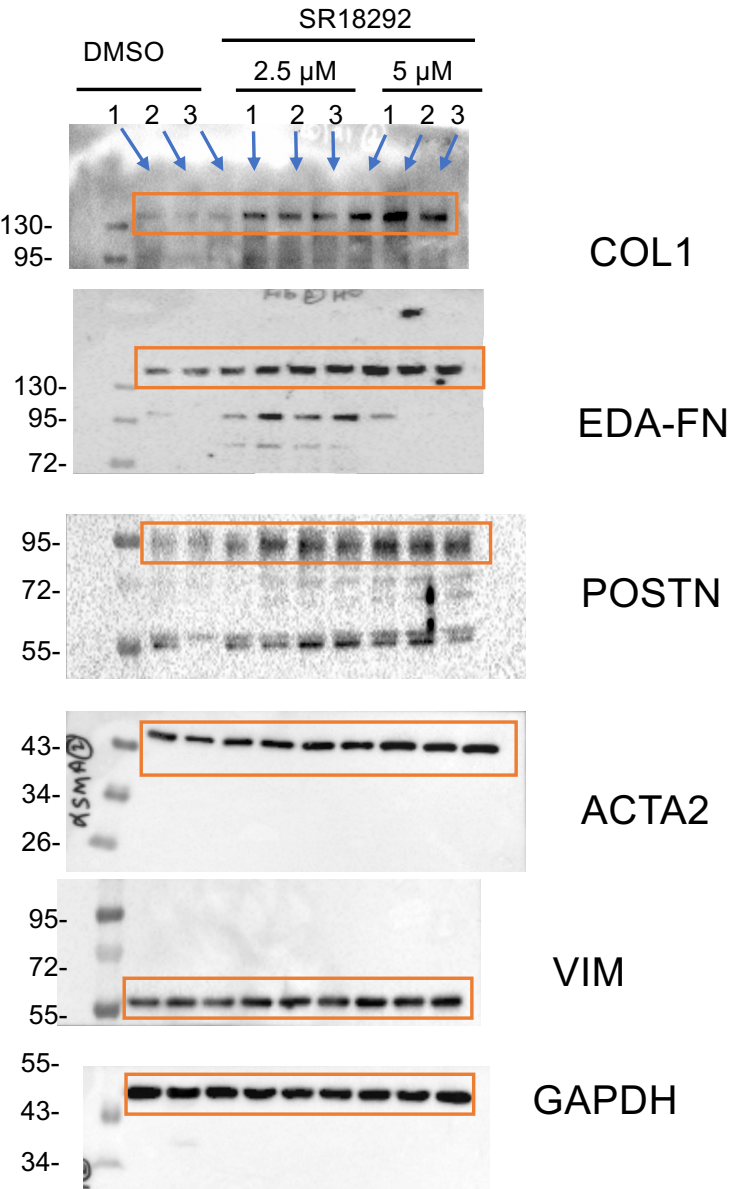 SR18292
DMSO
2.5 µM
5 µM
1 2 3 1 2 3 1 2 3
130-
95-
COL1
130-
95-
72-
EDA-FN
95-
72-
55-
POSTN
43-
34-
26-
αSMA②
ACTA2
95-
72-
55-
VIM
55-
43-
34-
GAPDH